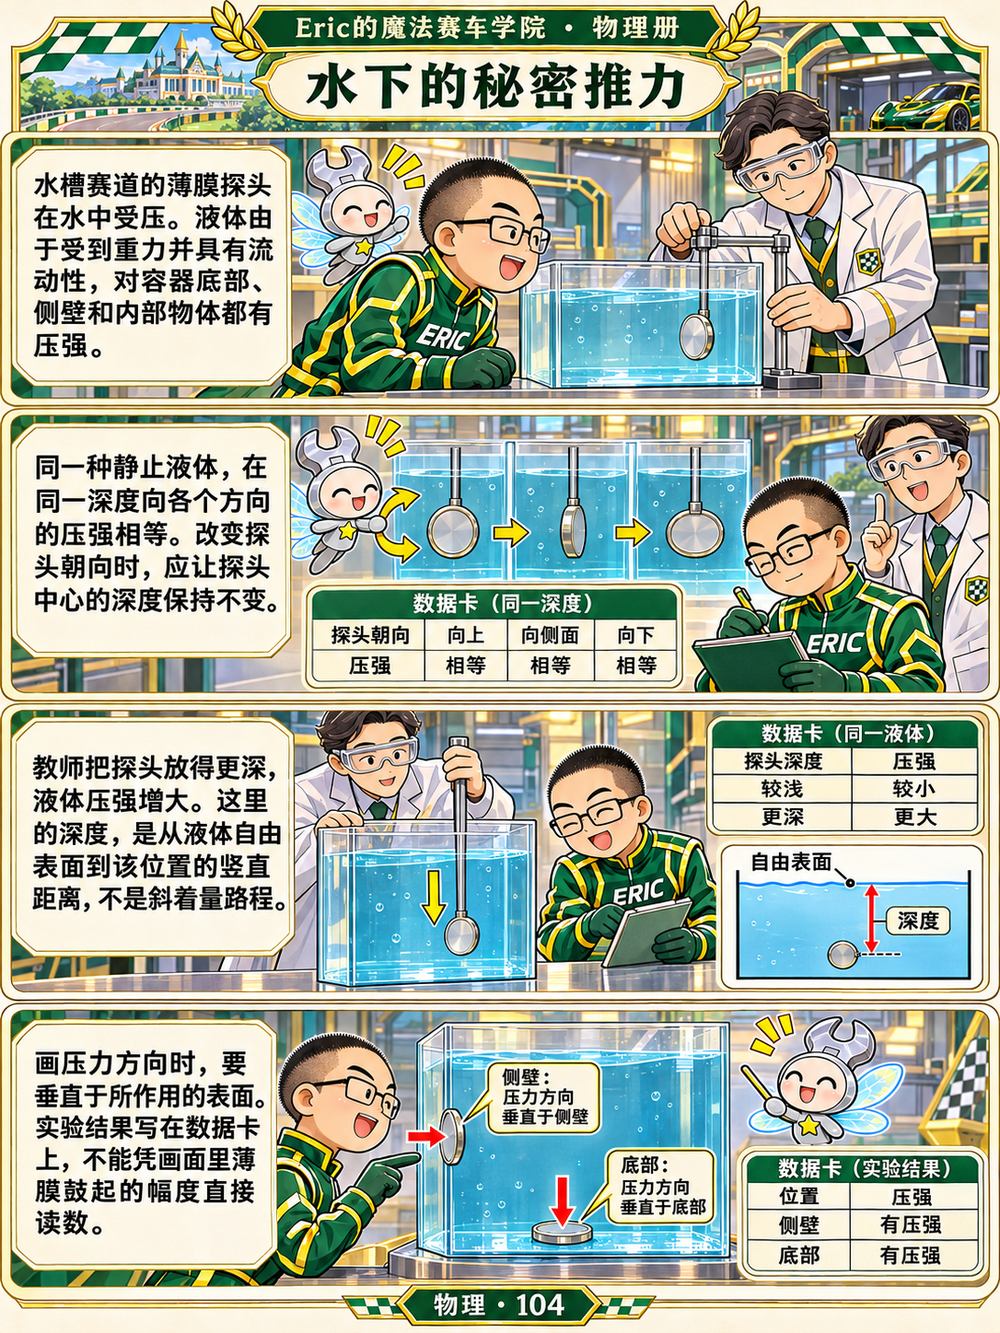 Eric的魔法赛车学院 · 物理册
水下的秘密推力
水槽赛道的薄膜探头
在水中受压。液体由
于受到重力并具有流
动性，对容器底部、
侧壁和内部物体都有
压强。
ERIC
同一种静止液体，在
同一深度向各个方向
的压强相等。改变探
头朝向时，应让探头
中心的深度保持不变。
数据卡（同一深度）
探头朝向 向上 向侧面 向下
压强 相等 相等 相等
ERIC
教师把探头放得更深，
液体压强增大。这里
的深度，是从液体自由
表面到该位置的竖直
距离，不是斜着量路程。
ERIC
数据卡（同一液体）
探头深度 压强
较浅 较小
更深 更大
自由表面
深度
画压力方向时，要
垂直于所作用的表面。
实验结果写在数据卡
上，不能凭画面里薄
膜鼓起的幅度直接
读数。
侧壁：
压力方向
垂直于侧壁
底部：
压力方向
垂直于底部
数据卡（实验结果）
位置 压强
侧壁 有压强
底部 有压强
物理 · 104